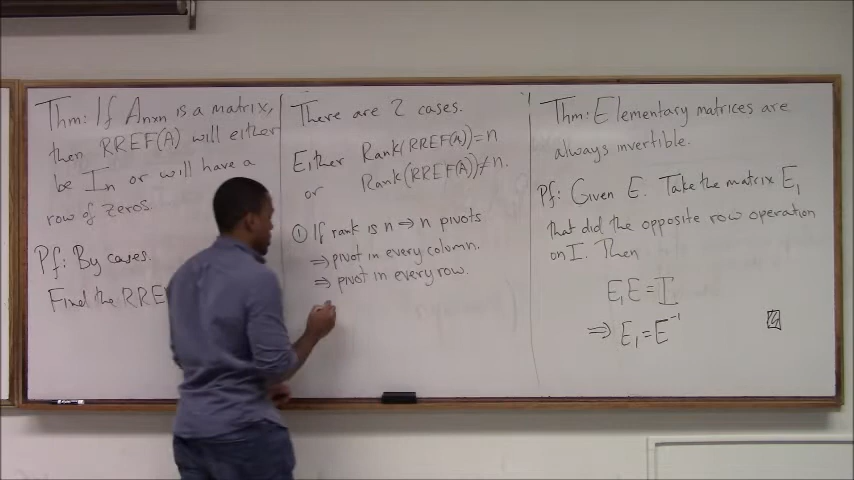 Thm: If Anxn is a matrix,
then RREF(A) will either
be In or will have a
row of zeros.
Pf: By cases.
Find the RRE
There are 2 cases.
Either Rank(RREF(A))=n
or Rank(RREF(A))≠n.
① If rank is n ⇒ n pivots
⇒ pivot in every column.
⇒ pivot in every row.
Thm: Elementary matrices are
always invertible.
Pf: Given E. Take the matrix E₁
that did the opposite row operation
on I. Then
E₁E = I
⇒ E₁ = E⁻¹